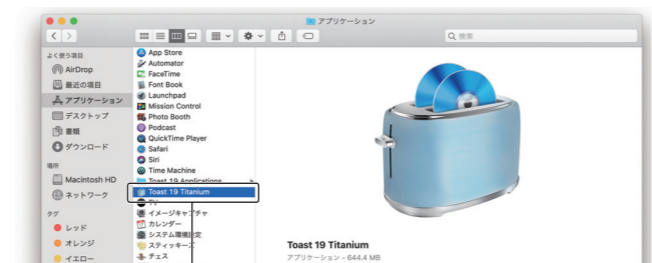 アプリケーション
検索
よく使う項目
AirDrop
最近の項目
アプリケーション
デスクトップ
書類
ダウンロード
場所
Macintosh HD
ネットワーク
タグ
レッド
オレンジ
イエロー
App Store
Automator
FaceTime
Font Book
Launchpad
Mission Control
Photo Booth
Podcast
QuickTime Player
Safari
Siri
Time Machine
Toast 19 Applications
Toast 19 Titanium
TV
イメージキャプチャ
カレンダー
システム環境設定
スティッキーズ
チェス
Toast 19 Titanium
アプリケーション - 644.4 MB